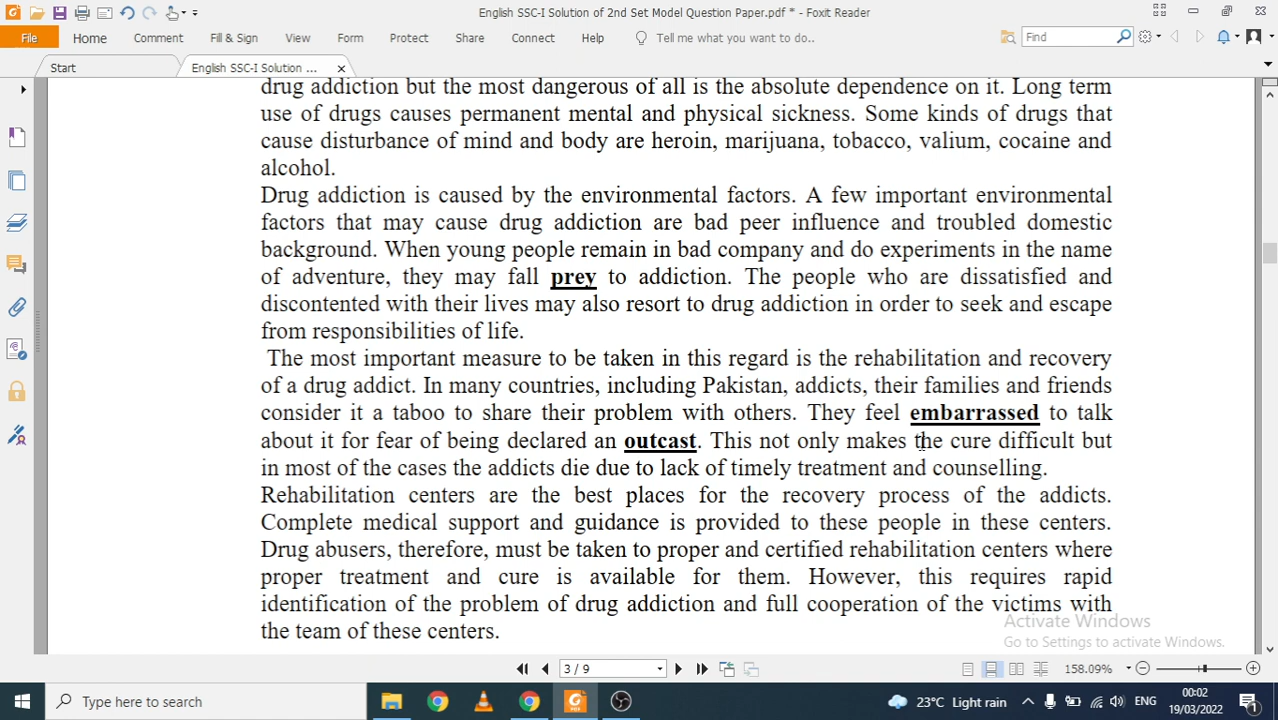 English SSC-I Solution of 2nd Set Model Question Paper.pdf * - Foxit Reader
File Home Comment Fill & Sign View Form Protect Share Connect Help Tell me what you want to do.. Find
Start English SSC-I Solution ...
drug addiction but the most dangerous of all is the absolute dependence on it. Long term
use of drugs causes permanent mental and physical sickness. Some kinds of drugs that
cause disturbance of mind and body are heroin, marijuana, tobacco, valium, cocaine and
alcohol.
Drug addiction is caused by the environmental factors. A few important environmental
factors that may cause drug addiction are bad peer influence and troubled domestic
background. When young people remain in bad company and do experiments in the name
of adventure, they may fall prey to addiction. The people who are dissatisfied and
discontented with their lives may also resort to drug addiction in order to seek and escape
from responsibilities of life.
The most important measure to be taken in this regard is the rehabilitation and recovery
of a drug addict. In many countries, including Pakistan, addicts, their families and friends
consider it a taboo to share their problem with others. They feel embarrassed to talk
about it for fear of being declared an outcast. This not only makes the cure difficult but
in most of the cases the addicts die due to lack of timely treatment and counselling.
Rehabilitation centers are the best places for the recovery process of the addicts.
Complete medical support and guidance is provided to these people in these centers.
Drug abusers, therefore, must be taken to proper and certified rehabilitation centers where
proper treatment and cure is available for them. However, this requires rapid
identification of the problem of drug addiction and full cooperation of the victims with
the team of these centers.
Activate Windows
Go to Settings to activate Windows.
3 / 9 158.09%
Type here to search 23°C Light rain ENG 00:02
19/03/2022